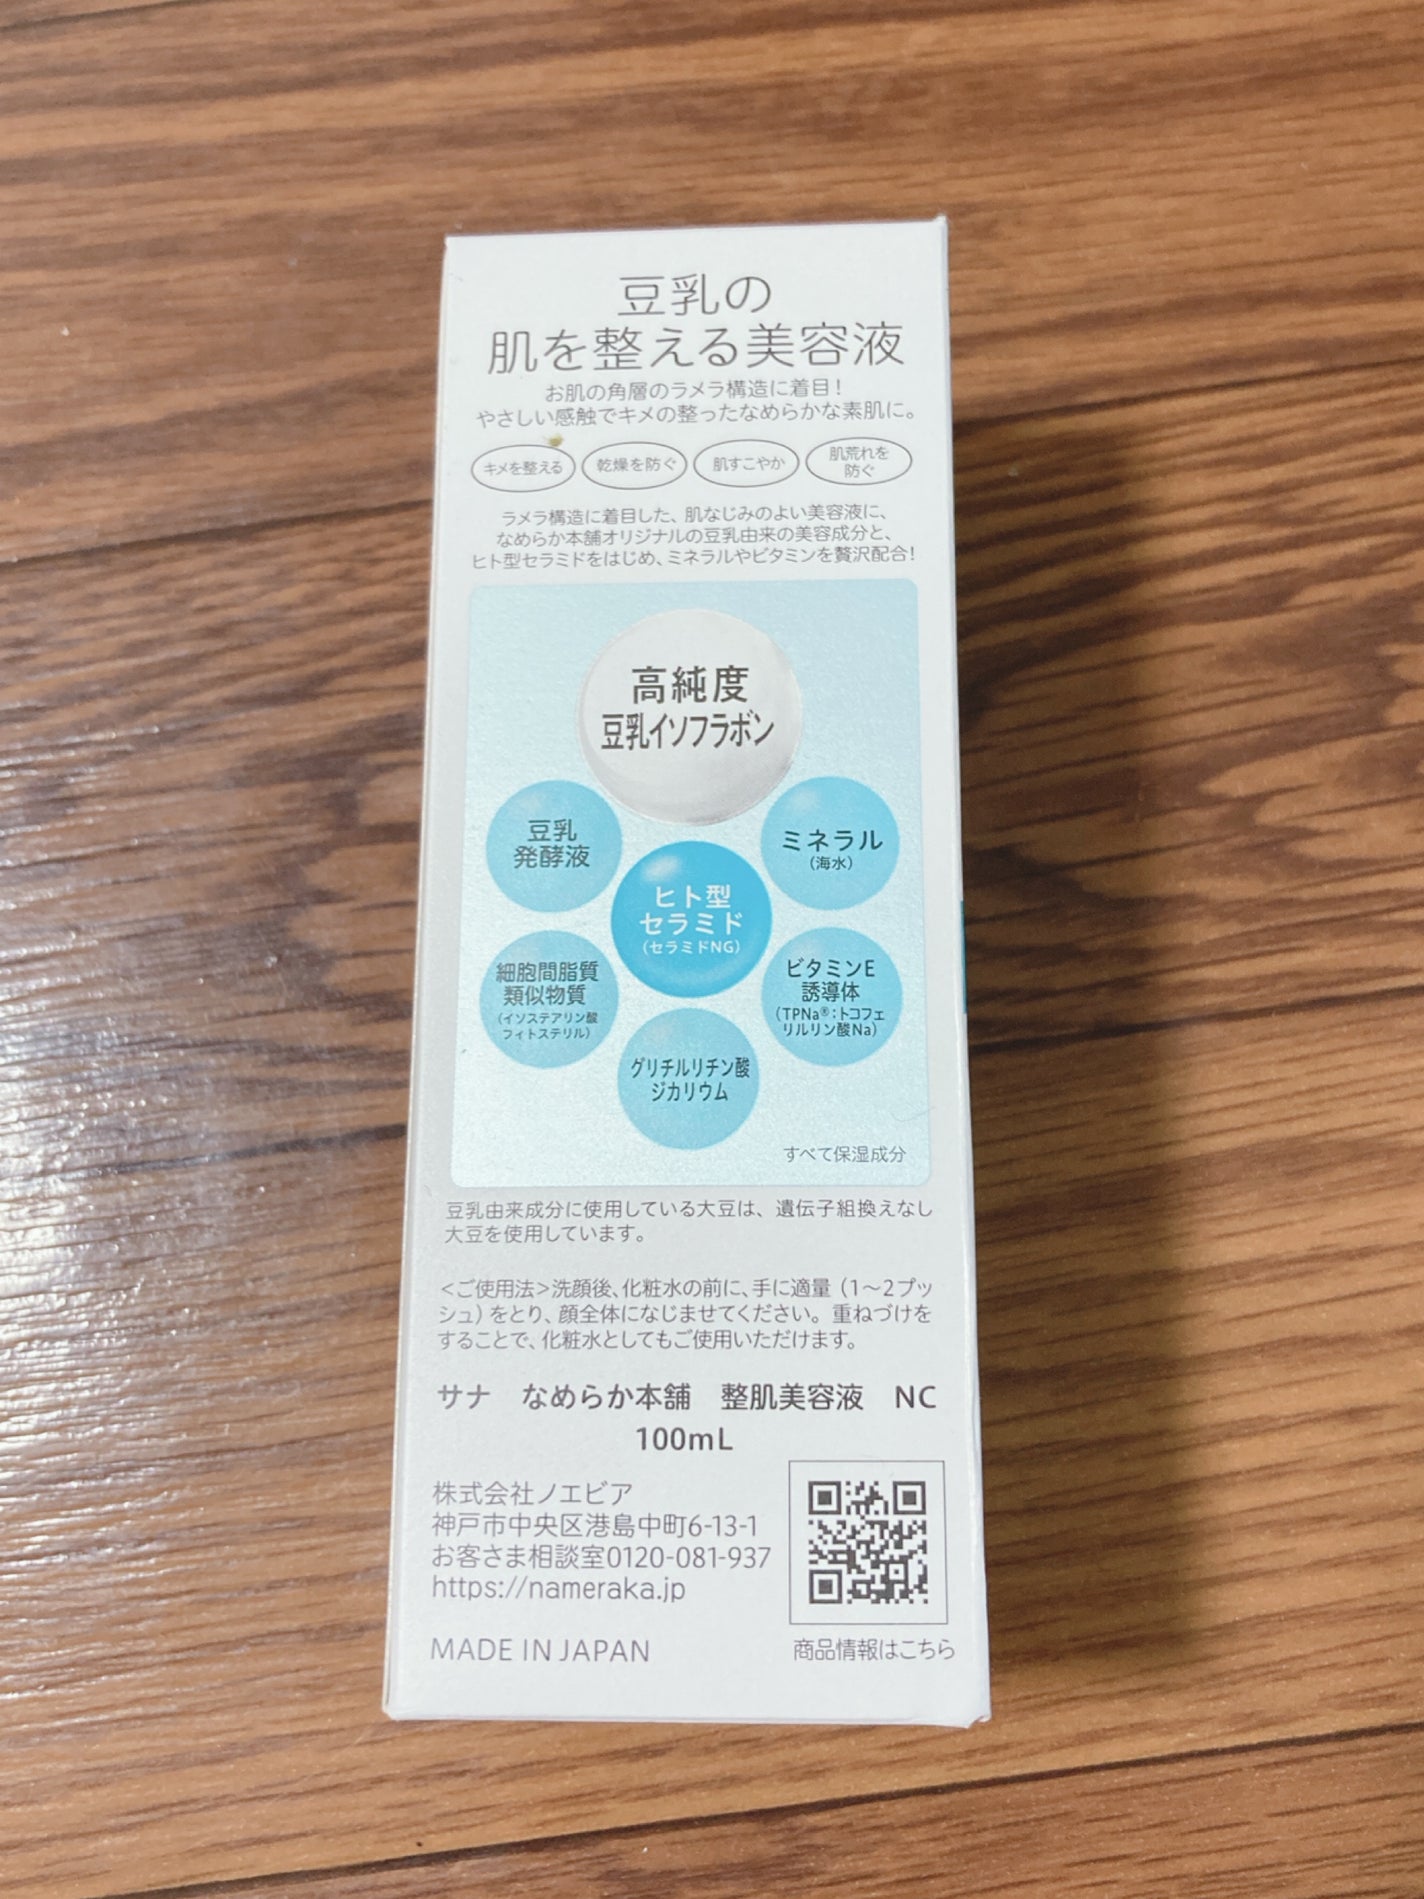 豆乳の
肌を整える美容液
お肌の角層のラメラ構造に着目！
やさしい感触でキメの整ったなめらかな素肌に。
キメを整える
乾燥を防ぐ
肌すこやか
肌荒れを
防ぐ
ラメラ構造に着目した、肌なじみのよい美容液に、
なめらか本舗オリジナルの豆乳由来の美容成分と、
ヒト型セラミドをはじめ、ミネラルやビタミンを贅沢配合！
高純度
豆乳イソフラボン
豆乳
発酵液
ミネラル
（海水）
ヒト型
セラミド
（セラミドNG）
細胞間脂質
類似物質
（イソステアリン酸
フィトステリル）
ビタミンE
誘導体
（TPNa®：トコフェ
リルリン酸Na）
グリチルリチン酸
ジカリウム
すべて保湿成分
豆乳由来成分に使用している大豆は、遺伝子組換えなし
大豆を使用しています。
＜ご使用法＞洗顔後、化粧水の前に、手に適量（1～2プッ
シュ）をとり、顔全体になじませてください。重ねづけを
することで、化粧水としてもご使用いただけます。
サナ　なめらか本舗　整肌美容液　NC
100mL
株式会社ノエビア
神戸市中央区港島中町6-13-1
お客さま相談室0120-081-937
https://nameraka.jp
MADE IN JAPAN
商品情報はこちら